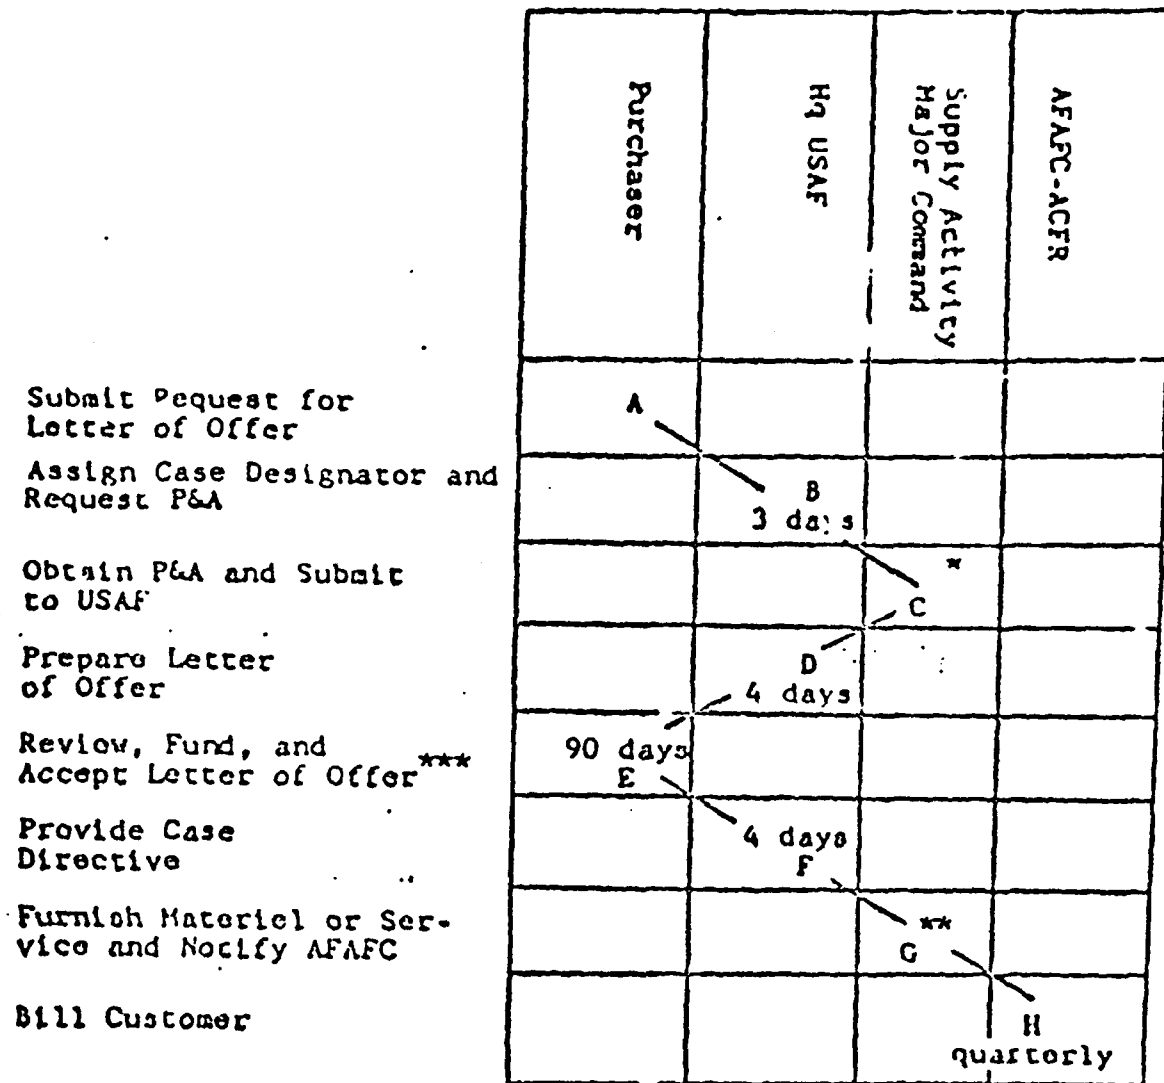 Purchaser
Hq USAF
Supply Activity
Major Command
AFAFC-ACFR
Submit Request for
Letter of Offer
A
Assign Case Designator and
Request P&A
B
3 days
Obtain P&A and Submit
to USAF
*
C
Prepare Letter
of Offer
D
4 days
Review, Fund, and
Accept Letter of Offer***
90 days
E
Provide Case
Directive
4 days
F
Furnish Materiel or Ser-
vice and Notify AFAFC
**
G
Bill Customer
H
quarterly